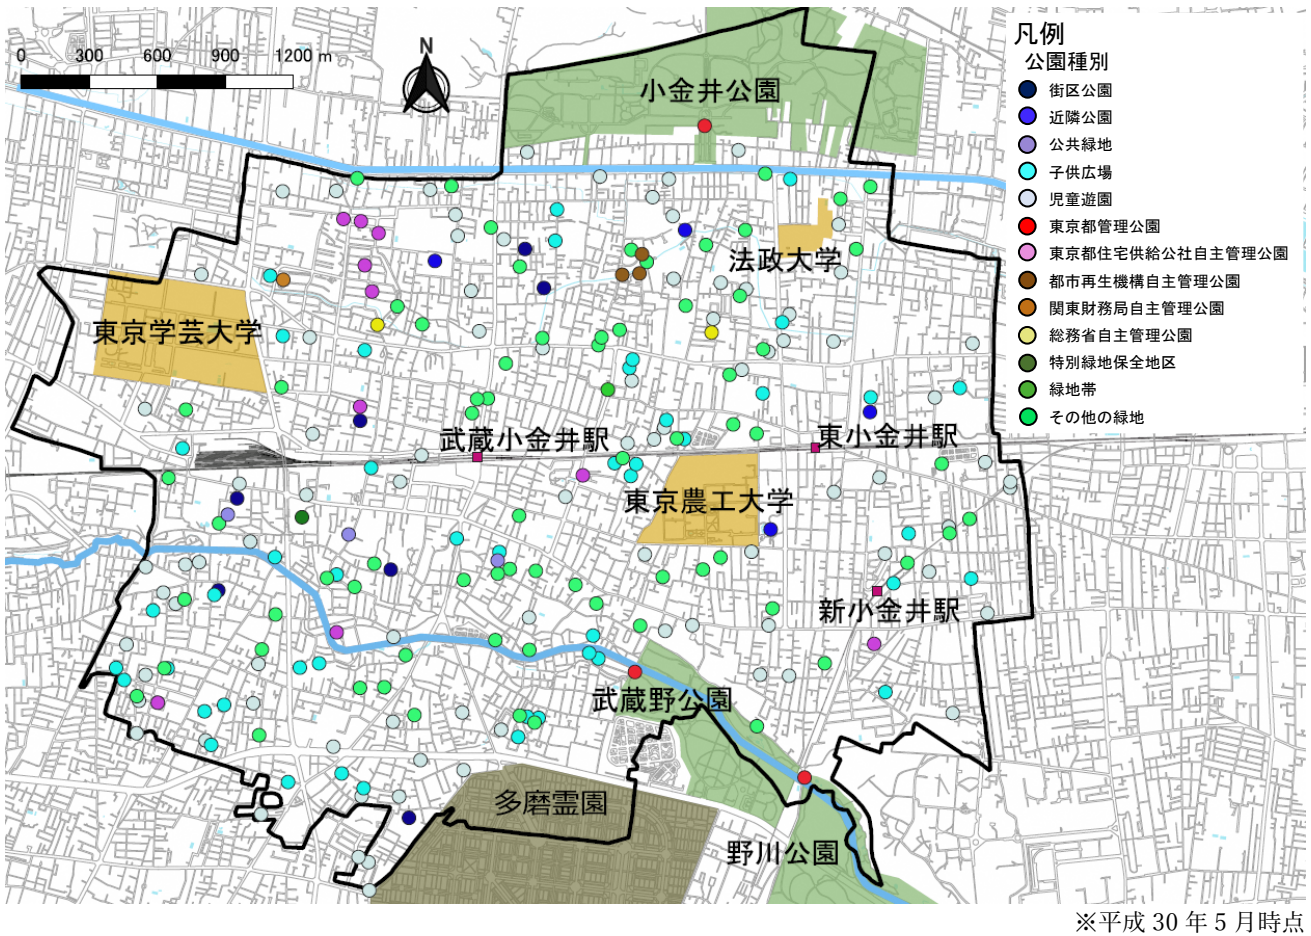 0 300 600 900 1200 m
N
小金井公園
法政大学
東京学芸大学
武蔵小金井駅
東小金井駅
東京農工大学
新小金井駅
武蔵野公園
多磨霊園
野川公園
凡例
公園種別
街区公園
近隣公園
公共緑地
子供広場
児童遊園
東京都管理公園
東京都住宅供給公社自主管理公園
都市再生機構自主管理公園
関東財務局自主管理公園
総務省自主管理公園
特別緑地保全地区
緑地帯
その他の緑地
※平成 30 年 5 月時点